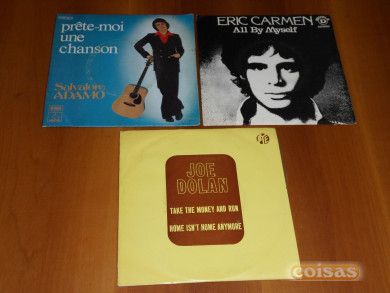 prête-moi
une
chanson
Salvatore
ADAMO
ERIC CARMEN
All By Myself
JOE
DOLAN
PYE
TAKE THE MONEY AND RUN
HOME ISN'T HOME ANYMORE
coisas